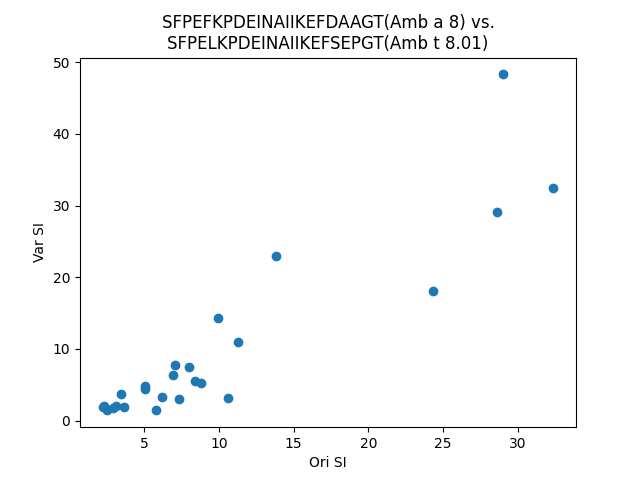 SFPEFKPDEINAIIKEFDAAGT(Amb a 8) vs.
SFPELKPDEINAIIKEFSEPGT(Amb t 8.01)
50
40
30
20
10
0
Var SI
5 10 15 20 25 30
Ori SI